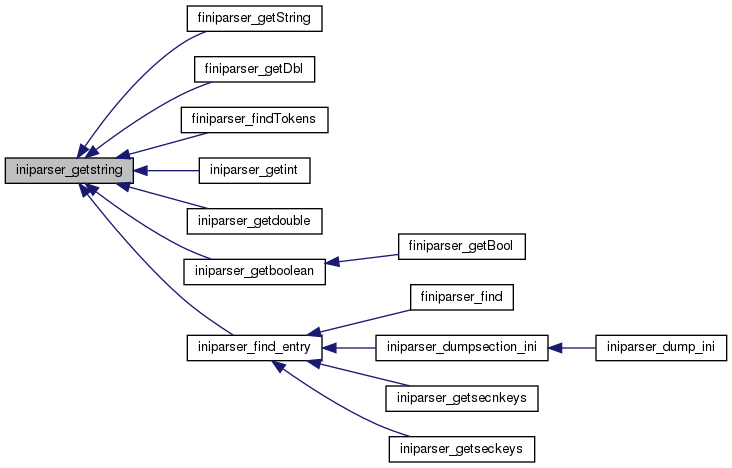 finiparser_getString
finiparser_getDbl
finiparser_findTokens
iniparser_getstring
iniparser_getint
iniparser_getdouble
finiparser_getBool
iniparser_getboolean
finiparser_find
iniparser_find_entry
iniparser_dumpsection_ini
iniparser_dump_ini
iniparser_getsecnkeys
iniparser_getseckeys